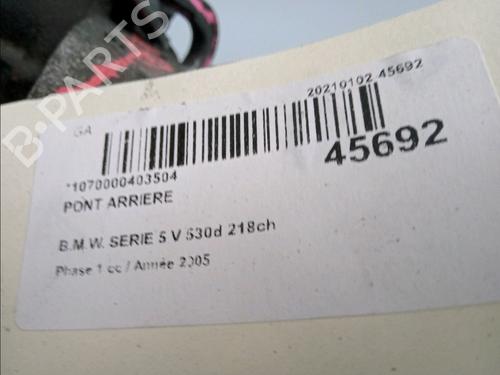 B-PARTS
GA
20210102 45692
45692
*1070000403504
PONT ARRIERE
B.M.W. SERIE 5 V 530d 218ch
Phase 1 cc / Année 2005